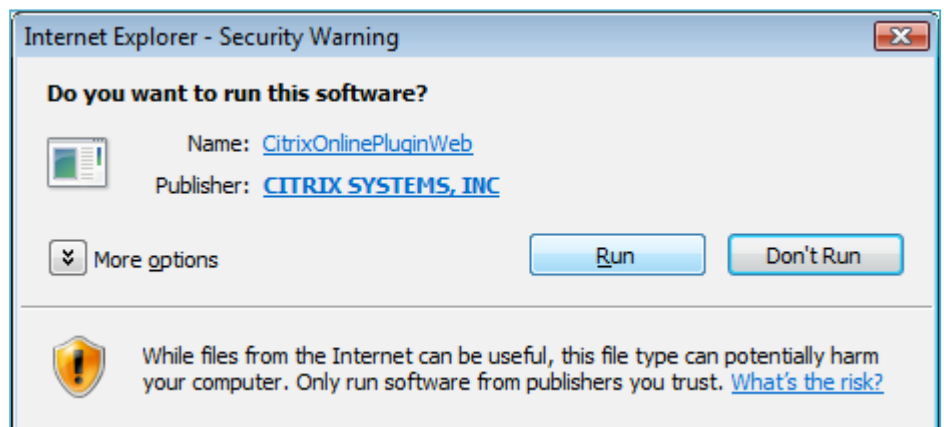 Internet Explorer - Security Warning
Do you want to run this software?
Name: CitrixOnlinePluginWeb
Publisher: CITRIX SYSTEMS, INC
More options Run Don't Run
While files from the Internet can be useful, this file type can potentially harm
your computer. Only run software from publishers you trust. What's the risk?